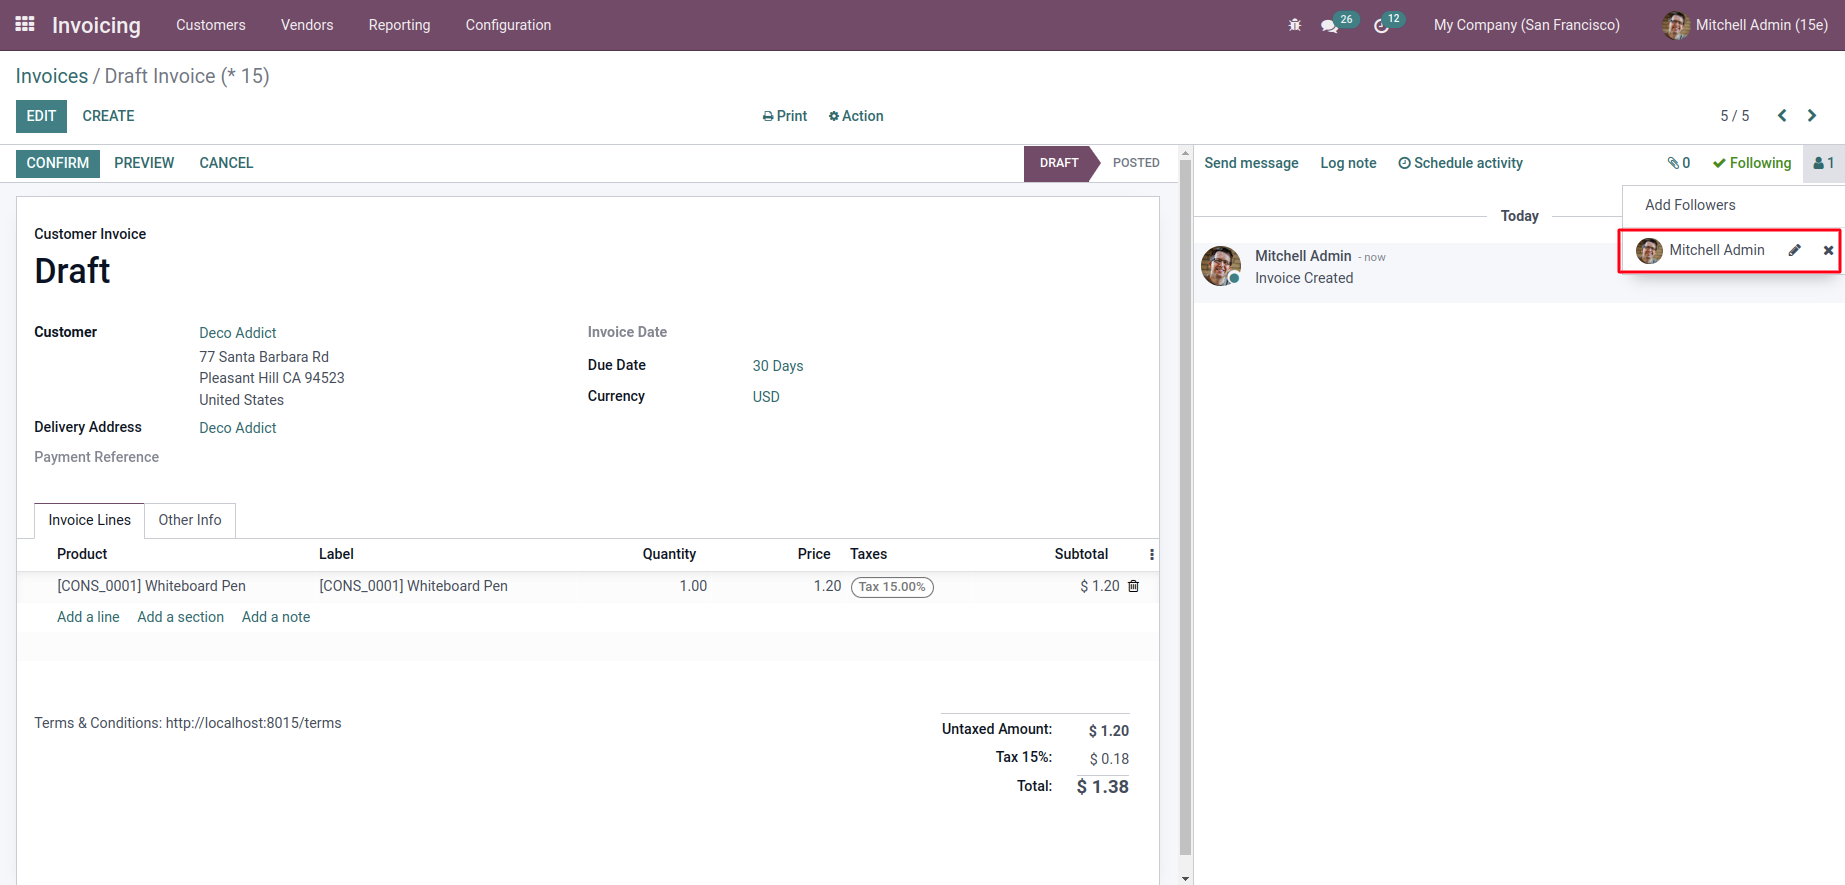 Invoicing Customers Vendors Reporting Configuration 26 12 My Company (San Francisco) Mitchell Admin (15e)
Invoices / Draft Invoice (* 15)
EDIT CREATE Print Action 5 / 5
CONFIRM PREVIEW CANCEL DRAFT POSTED
Send message Log note Schedule activity 0 Following 1
Add Followers
Mitchell Admin
Today
Mitchell Admin - now
Invoice Created
Customer Invoice
Draft
Customer Deco Addict
77 Santa Barbara Rd
Pleasant Hill CA 94523
United States
Delivery Address Deco Addict
Payment Reference
Invoice Date
Due Date 30 Days
Currency USD
Invoice Lines Other Info
Product Label Quantity Price Taxes Subtotal
[CONS_0001] Whiteboard Pen [CONS_0001] Whiteboard Pen 1.00 1.20 Tax 15.00% $ 1.20
Add a line Add a section Add a note
Terms & Conditions: http://localhost:8015/terms
Untaxed Amount: $ 1.20
Tax 15%: $ 0.18
Total: $ 1.38